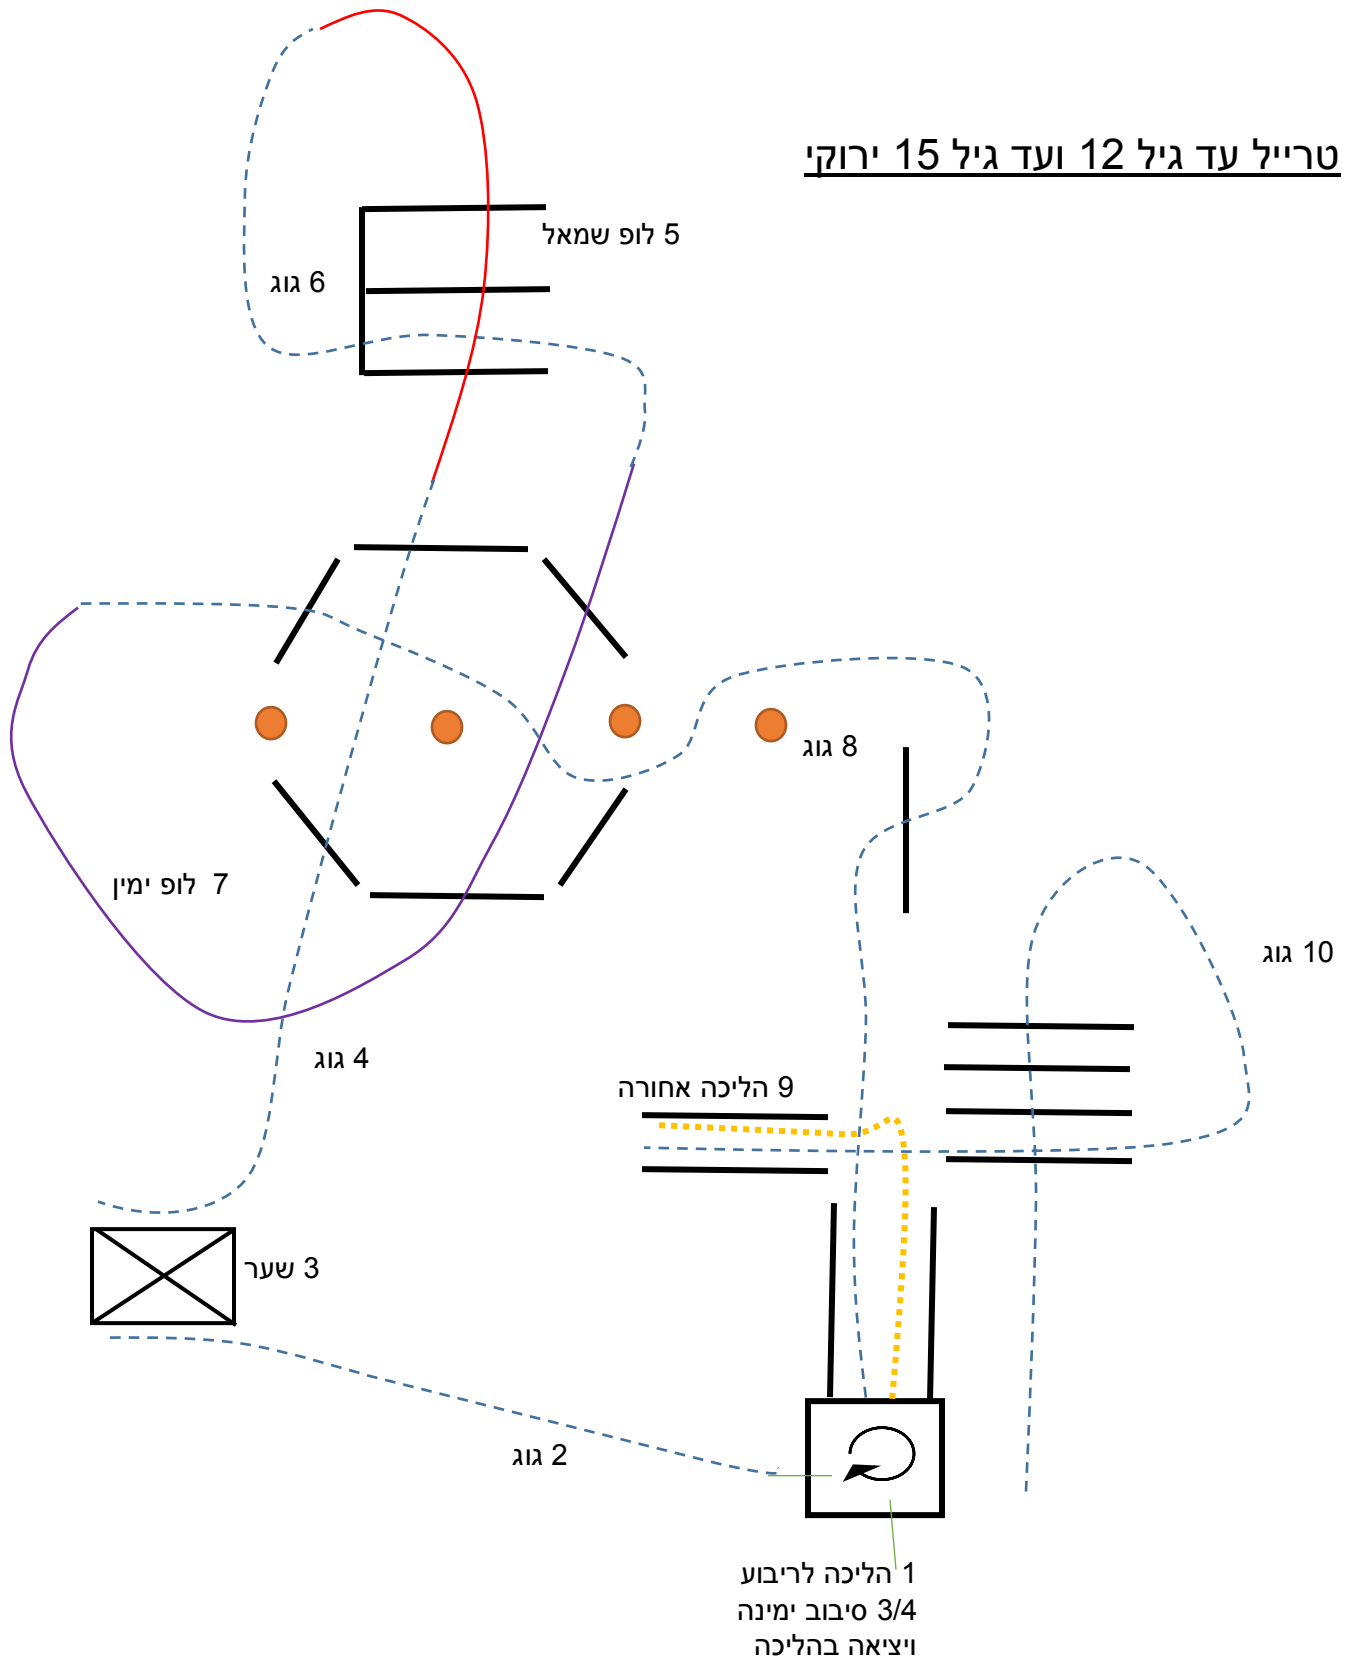 טרייל עד גיל 12 ועד גיל 15 ירוקי
5 לופ שמאל
6 גוג
8 גוג
7 לופ ימין
10 גוג
4 גוג
9 הליכה אחורה
3 שער
2 גוג
1 הליכה לריבוע
3/4 סיבוב ימינה
ויציאה בהליכה